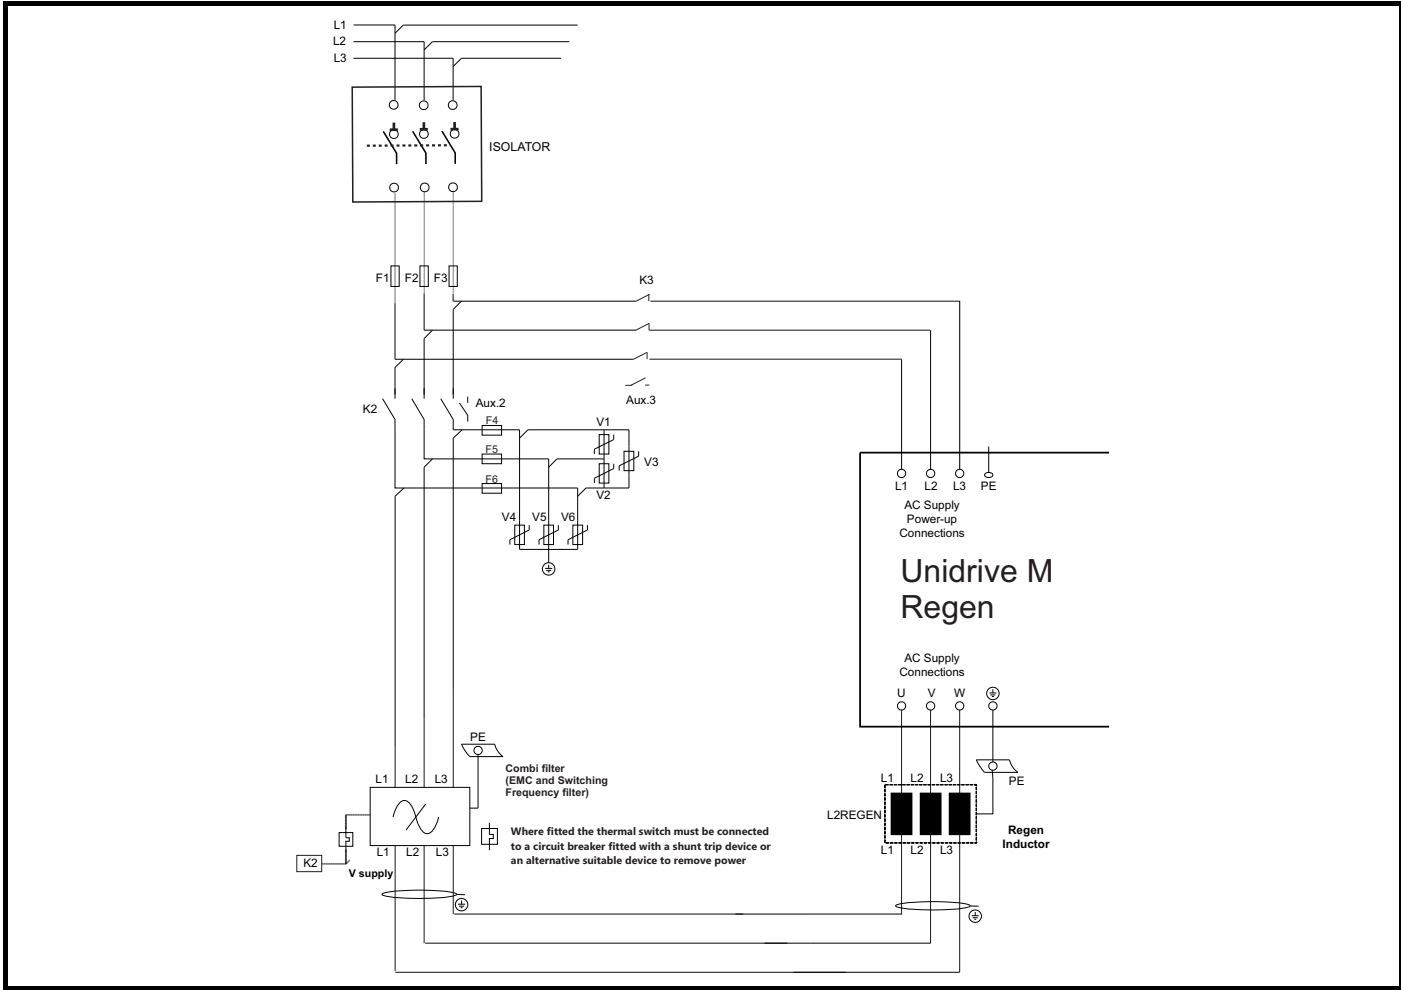 L1
L2
L3
ISOLATOR
F1
F2
F3
K3
K2
Aux.2
Aux.3
F4
F5
F6
V1
V3
V2
V4
V5
V6
L1
L2
L3
PE
AC Supply
Power-up
Connections
Unidrive M
Regen
AC Supply
Connections
U
V
W
PE
Combi filter
(EMC and Switching
Frequency filter)
L1
L2
L3
L1
L2
L3
K2
V supply
Where fitted the thermal switch must be connected
to a circuit breaker fitted with a shunt trip device or
an alternative suitable device to remove power
L1
L2
L3
PE
L2REGEN
Regen
Inductor
L1
L2
L3